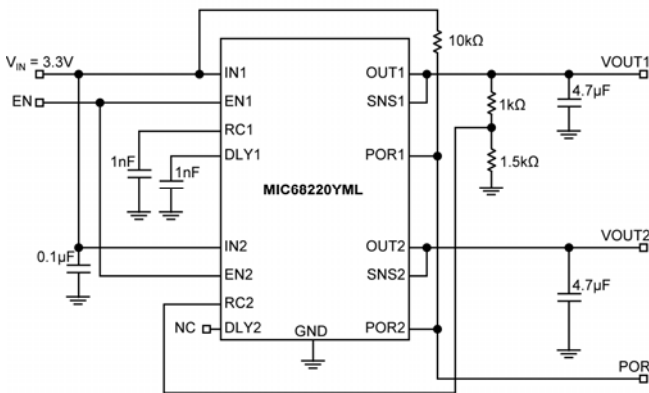 V_IN = 3.3V
EN
IN1
EN1
RC1
DLY1
1nF
1nF
MIC68220YML
IN2
EN2
RC2
DLY2
NC
0.1µF
GND
OUT1
SNS1
POR1
OUT2
SNS2
POR2
10kΩ
1kΩ
1.5kΩ
4.7µF
4.7µF
VOUT1
VOUT2
POR